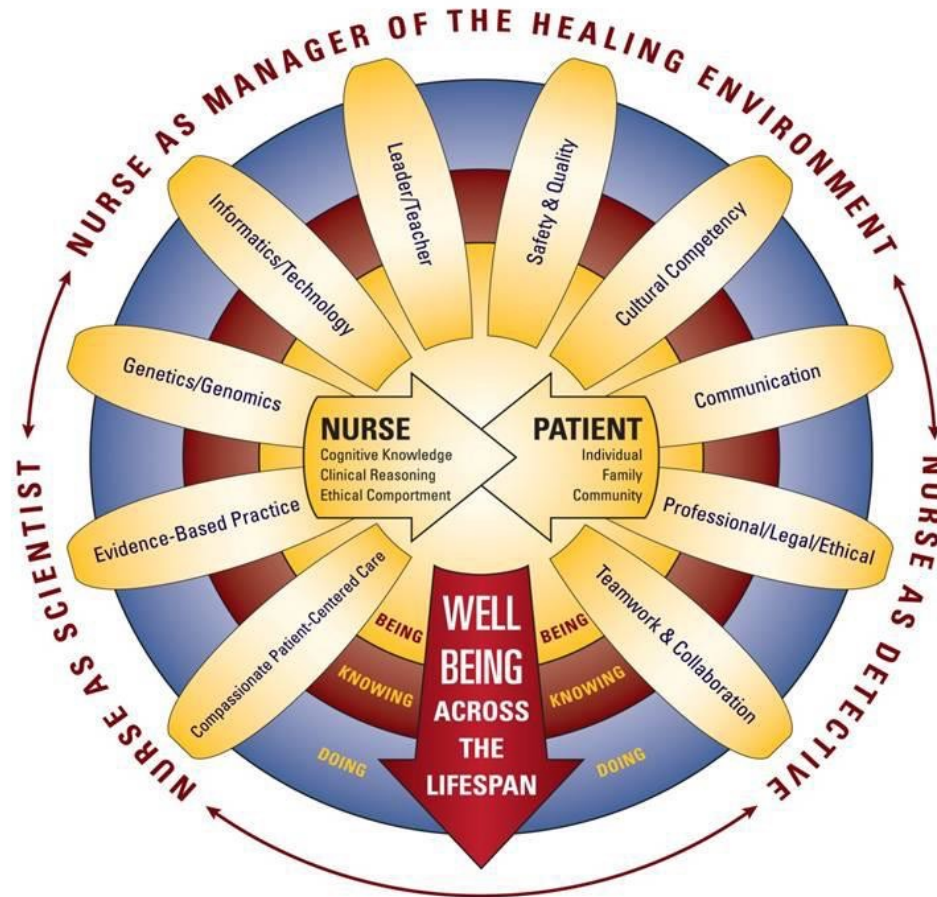 NURSE AS MANAGER OF THE HEALING ENVIRONMENT
Leader/Teacher
Safety & Quality
Informatics/Technology
Cultural Competency
Genetics/Genomics
Communication
NURSE
Cognitive Knowledge
Clinical Reasoning
Ethical Comportment
PATIENT
Individual
Family
Community
Evidence-Based Practice
Professional/Legal/Ethical
Compassionate Patient-Centered Care
Teamwork & Collaboration
WELL
BEING
ACROSS
THE
LIFESPAN
BEING
BEING
KNOWING
KNOWING
DOING
DOING
NURSE AS SCIENTIST
NURSE AS DETECTIVE